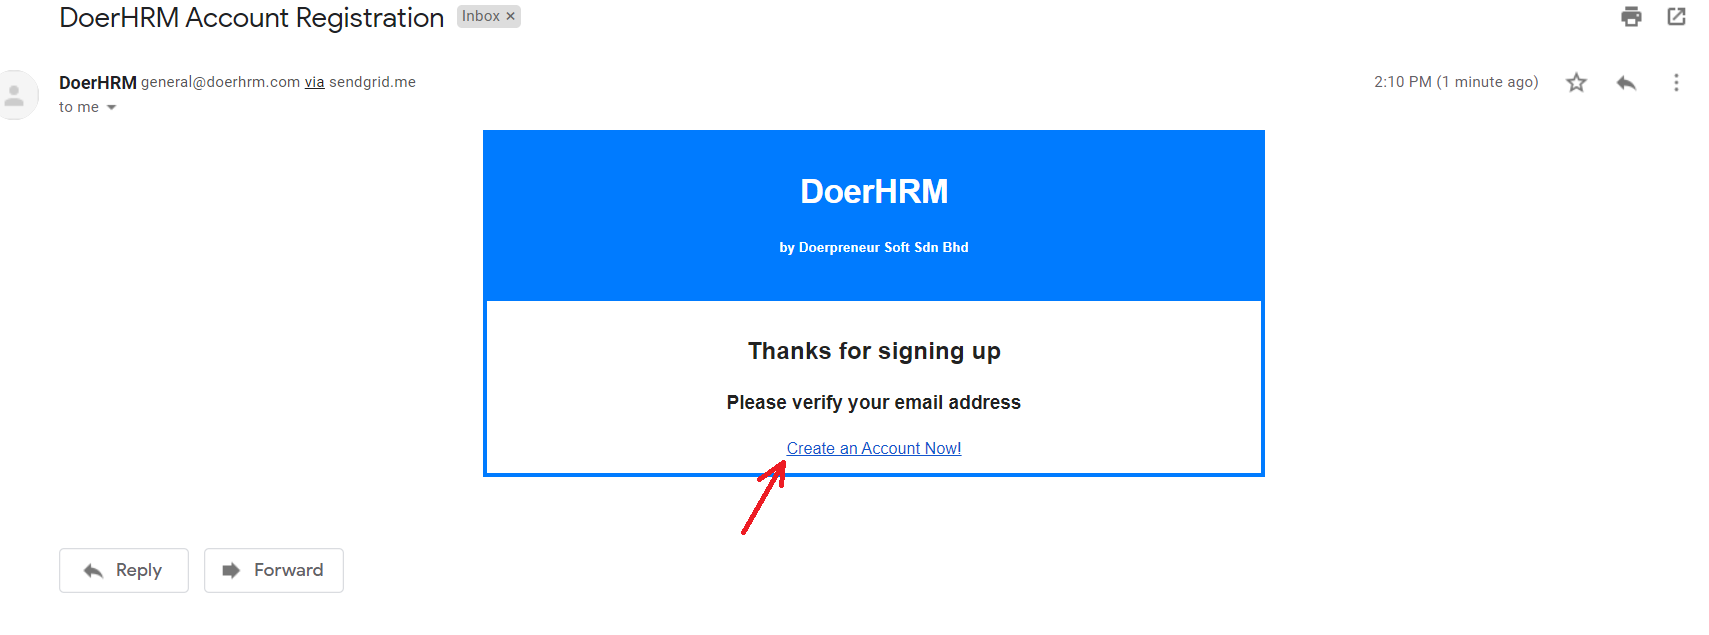 DoerHRM Account Registration Inbox ×
DoerHRM general@doerhrm.com via sendgrid.me 2:10 PM (1 minute ago)
to me
DoerHRM
by Doerpreneur Soft Sdn Bhd
Thanks for signing up
Please verify your email address
Create an Account Now!
Reply Forward